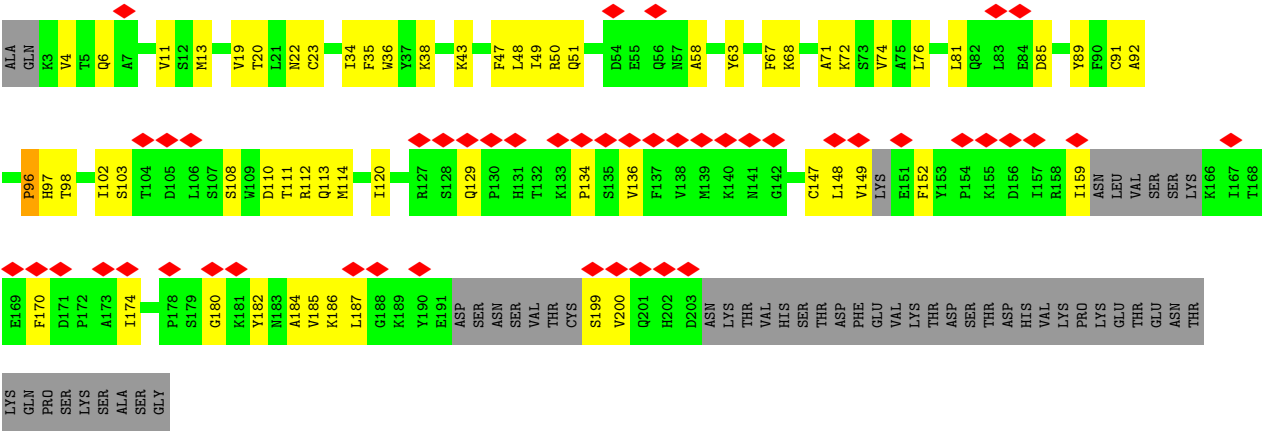 ALA GLN K3 V4 T5 Q6 A7 V11 S12 M13 V19 T20 L21 N22 C23 I34 F35 W36 Y37 K38 K43 F47 L48 I49 R50 Q51 D54 E55 Q56 N57 A58 Y63 F67 K68 A71 K72 S73 V74 A75 L76 L81 Q82 L83 E84 D85 Y89 F90 C91 A92
P96 H97 T98 I102 S103 T104 D105 L106 S107 S108 W109 D110 T111 R112 Q113 M114 I120 R127 S128 Q129 P130 H131 T132 K133 P134 S135 V136 F137 V138 M139 K140 N141 G142 C147 L148 V149 LYS E151 F152 Y153 P154 K155 D156 I157 R158 I159 ASN LEU VAL SER SER LYS K166 I167 T168
E169 F170 D171 P172 A173 I174 P178 S179 G180 K181 Y182 N183 A184 V185 K186 L187 G188 K189 Y190 E191 ASP SER ASN SER VAL THR CYS S199 V200 Q201 H202 D203 ASN LYS THR VAL HIS SER THR ASP PHE GLU VAL LYS THR ASP SER THR ASP HIS VAL LYS PRO LYS GLU THR GLU ASN THR
LYS GLN PRO SER LYS SER ALA SER GLY